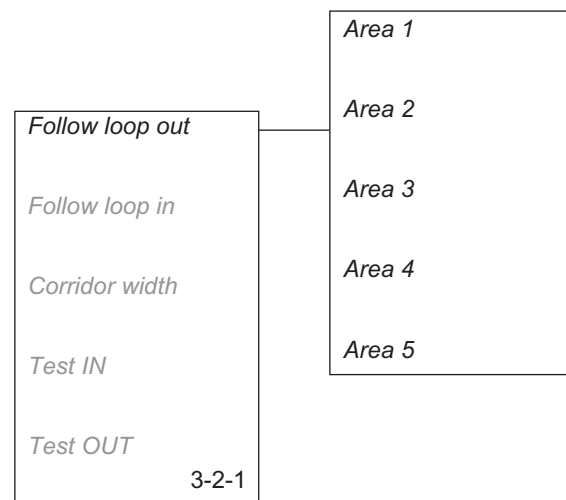 Follow loop out
Follow loop in
Corridor width
Test IN
Test OUT
3-2-1
Area 1
Area 2
Area 3
Area 4
Area 5